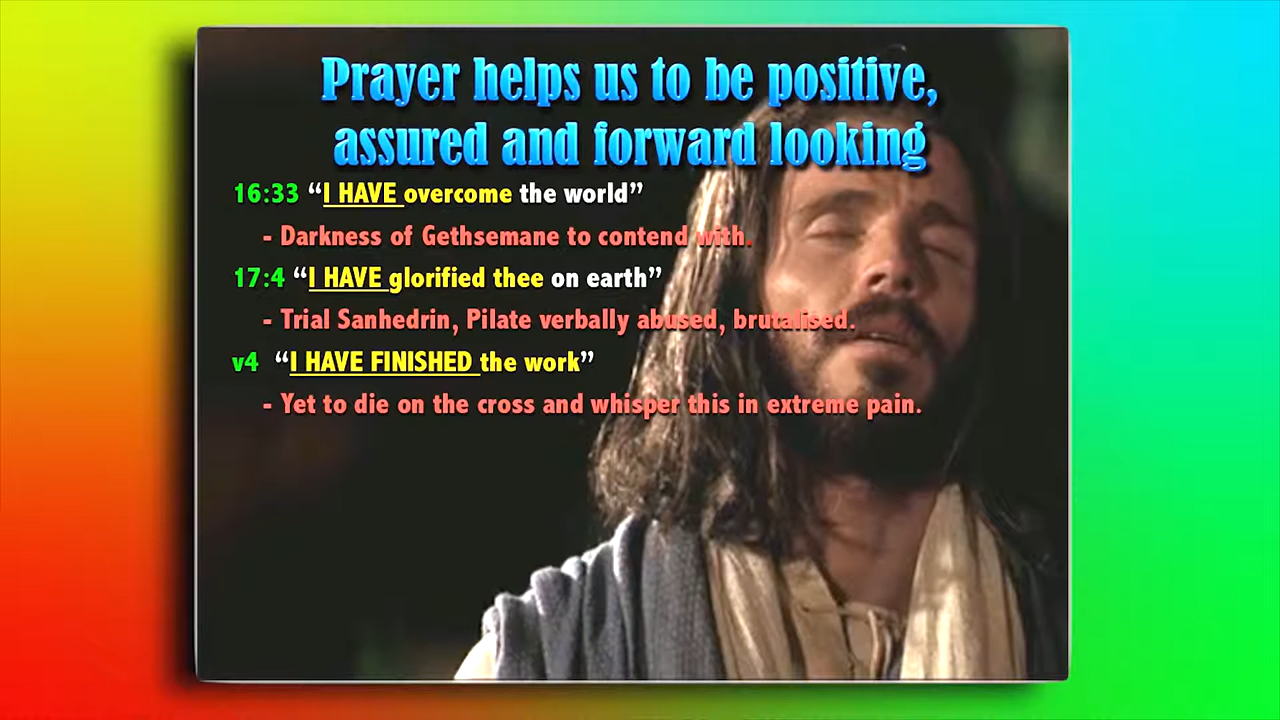 Prayer helps us to be positive,
assured and forward looking
16:33 “I HAVE overcome the world”
- Darkness of Gethsemane to contend with.
17:4 “I HAVE glorified thee on earth”
- Trial Sanhedrin, Pilate verbally abused, brutalised.
v4 “I HAVE FINISHED the work”
- Yet to die on the cross and whisper this in extreme pain.